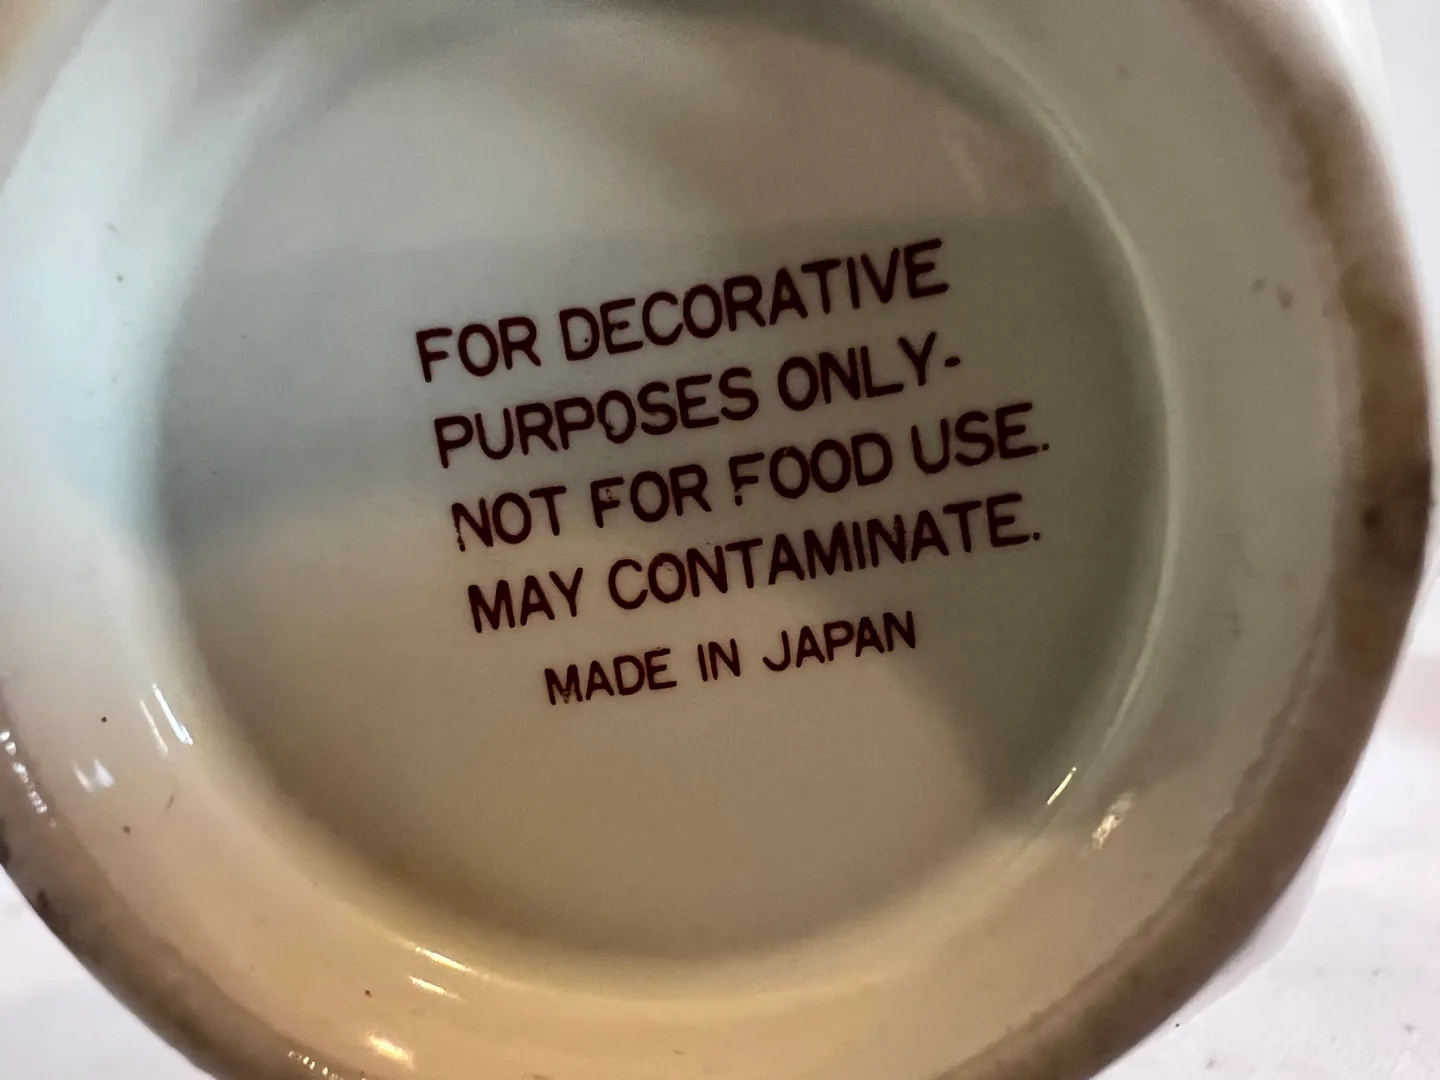 FOR DECORATIVE
PURPOSES ONLY-
NOT FOR FOOD USE.
MAY CONTAMINATE.
MADE IN JAPAN